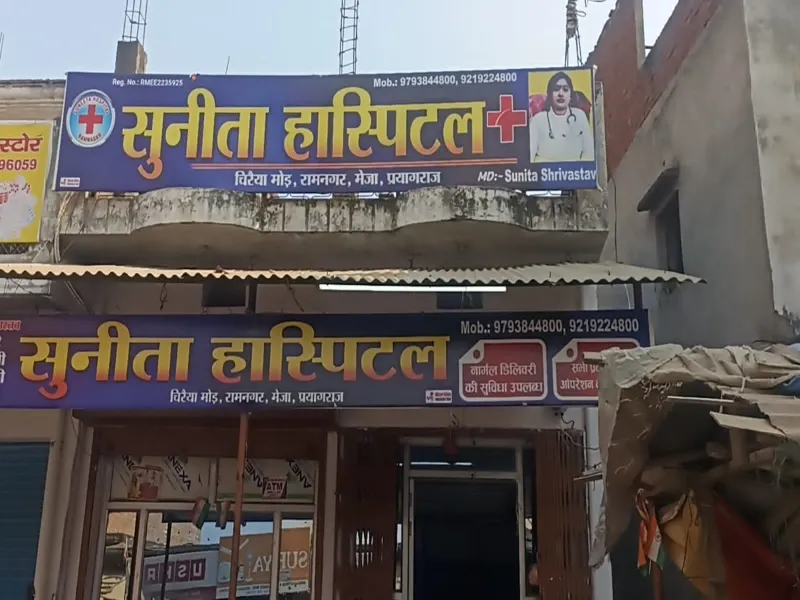 Reg. No.: RMEE2235925
Mob.: 9793844800, 9219224800
सुनीता हास्पिटल
चिरैया मोड़, रामनगर, मेजा, प्रयागराज
MD:- Sunita Shrivastav
स्टोर
96059
Mob.: 9793844800, 9219224800
सुनीता हास्पिटल
चिरैया मोड़, रामनगर, मेजा, प्रयागराज
नार्मल डिलिवरी
की सुविधा उपलब्ध
सभी
ऑपरेशन
ATM